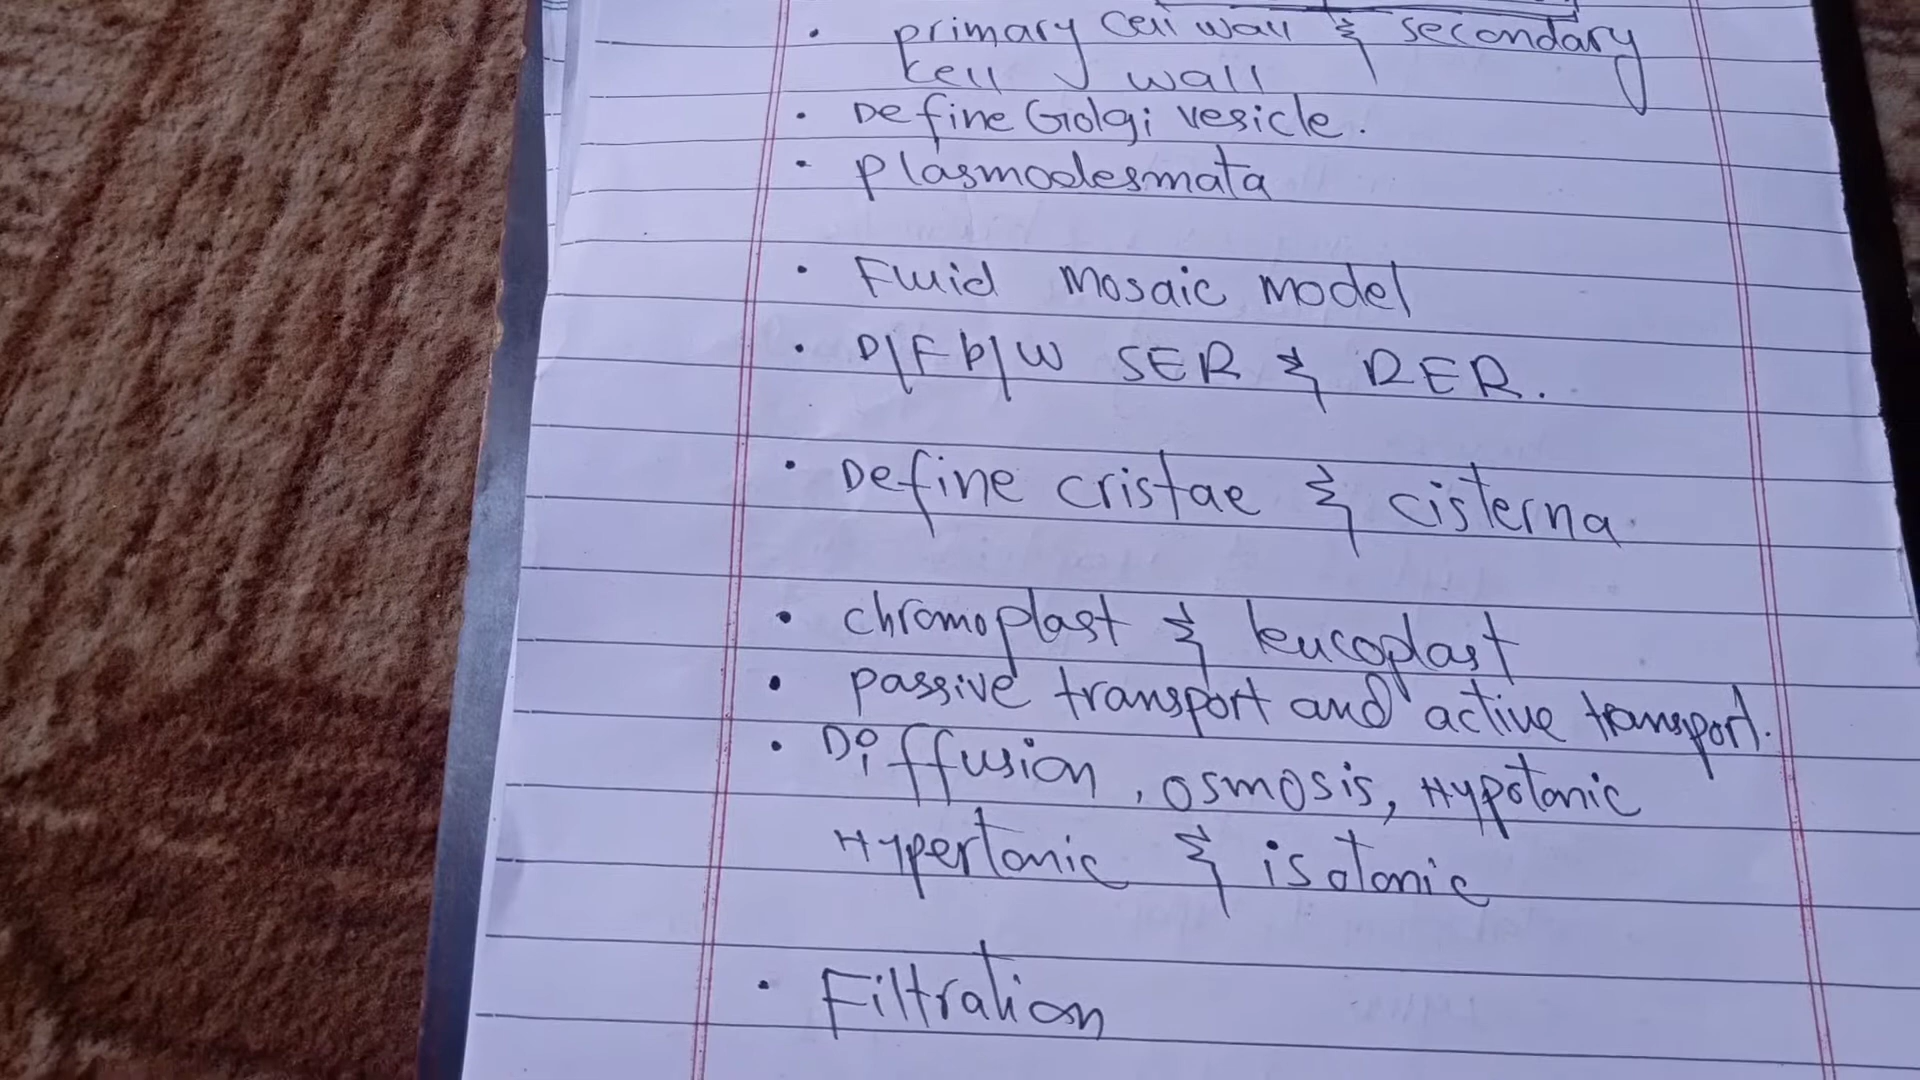 • primary cell wall & secondary
cell wall
• Define Golgi vesicle.
• plasmodesmata
• Fluid Mosaic model
• D/F b/w SER & RER.
• Define cristae & cisterna
• chromoplast & leucoplast
• passive transport and active transport.
• Diffusion, osmosis, Hypotonic
Hypertonic & isotonic
• Filtration